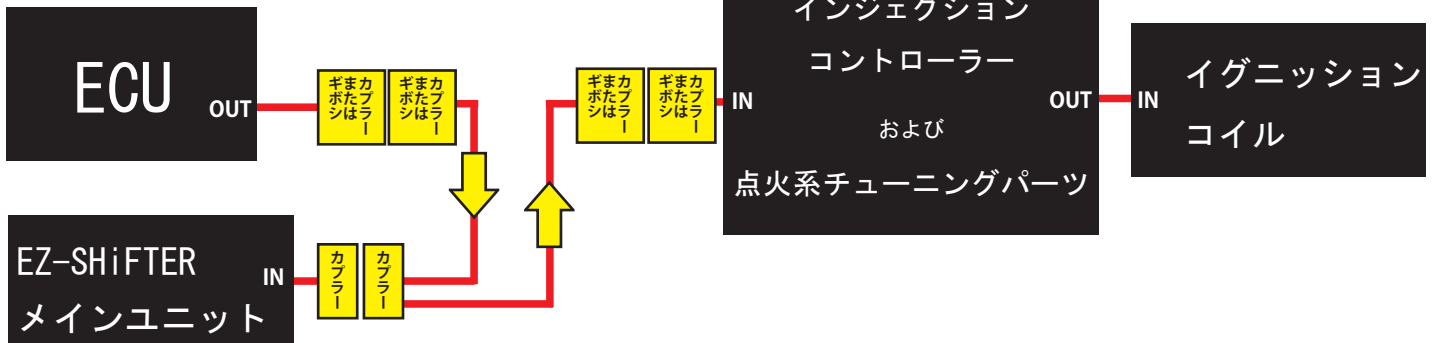 ECU
OUT
カプラー
または
ギボシ
カプラー
または
ギボシ
カプラー
または
ギボシ
カプラー
または
ギボシ
IN
インジェクション
コントローラー
および
点火系チューニングパーツ
OUT
IN
イグニッション
コイル
EZ-SHiFTER
メインユニット
IN
カプラー
カプラー